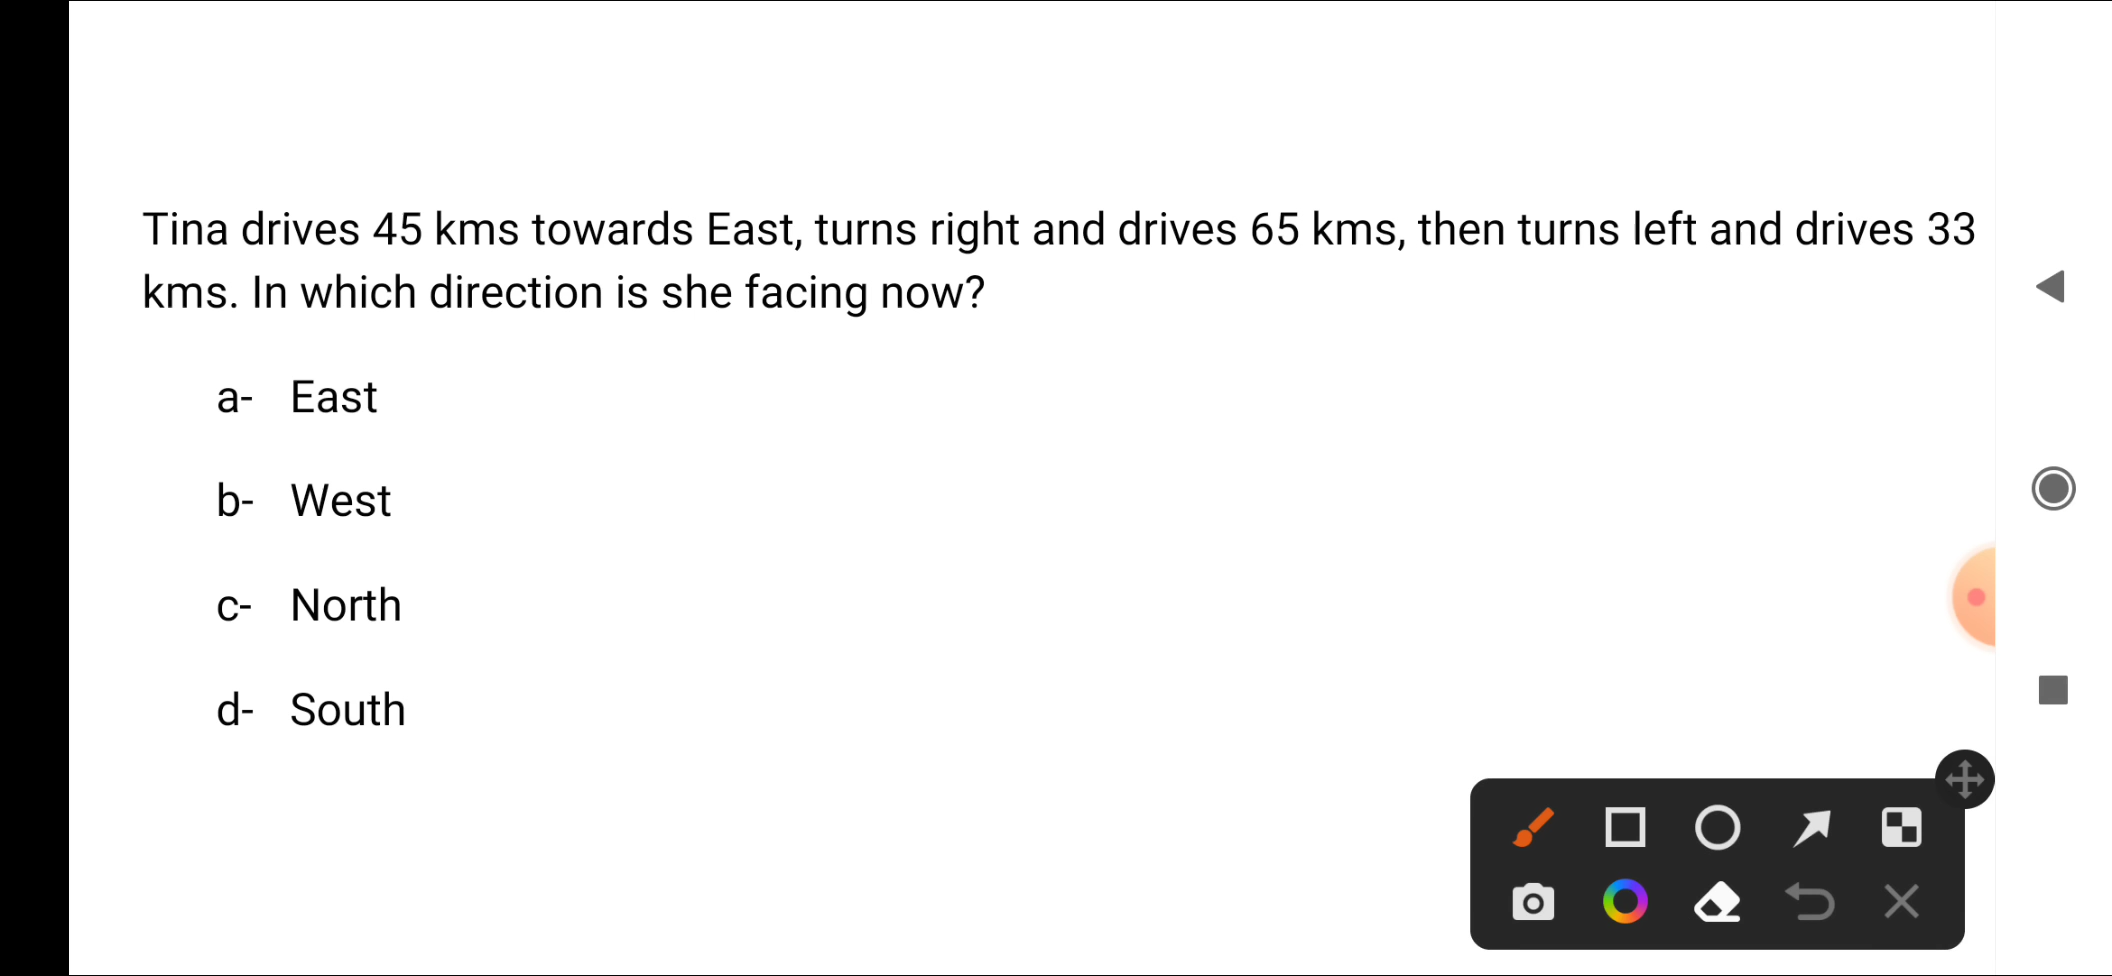 Tina drives 45 kms towards East, turns right and drives 65 kms, then turns left and drives 33
kms. In which direction is she facing now?
a- East
b- West
c- North
d- South